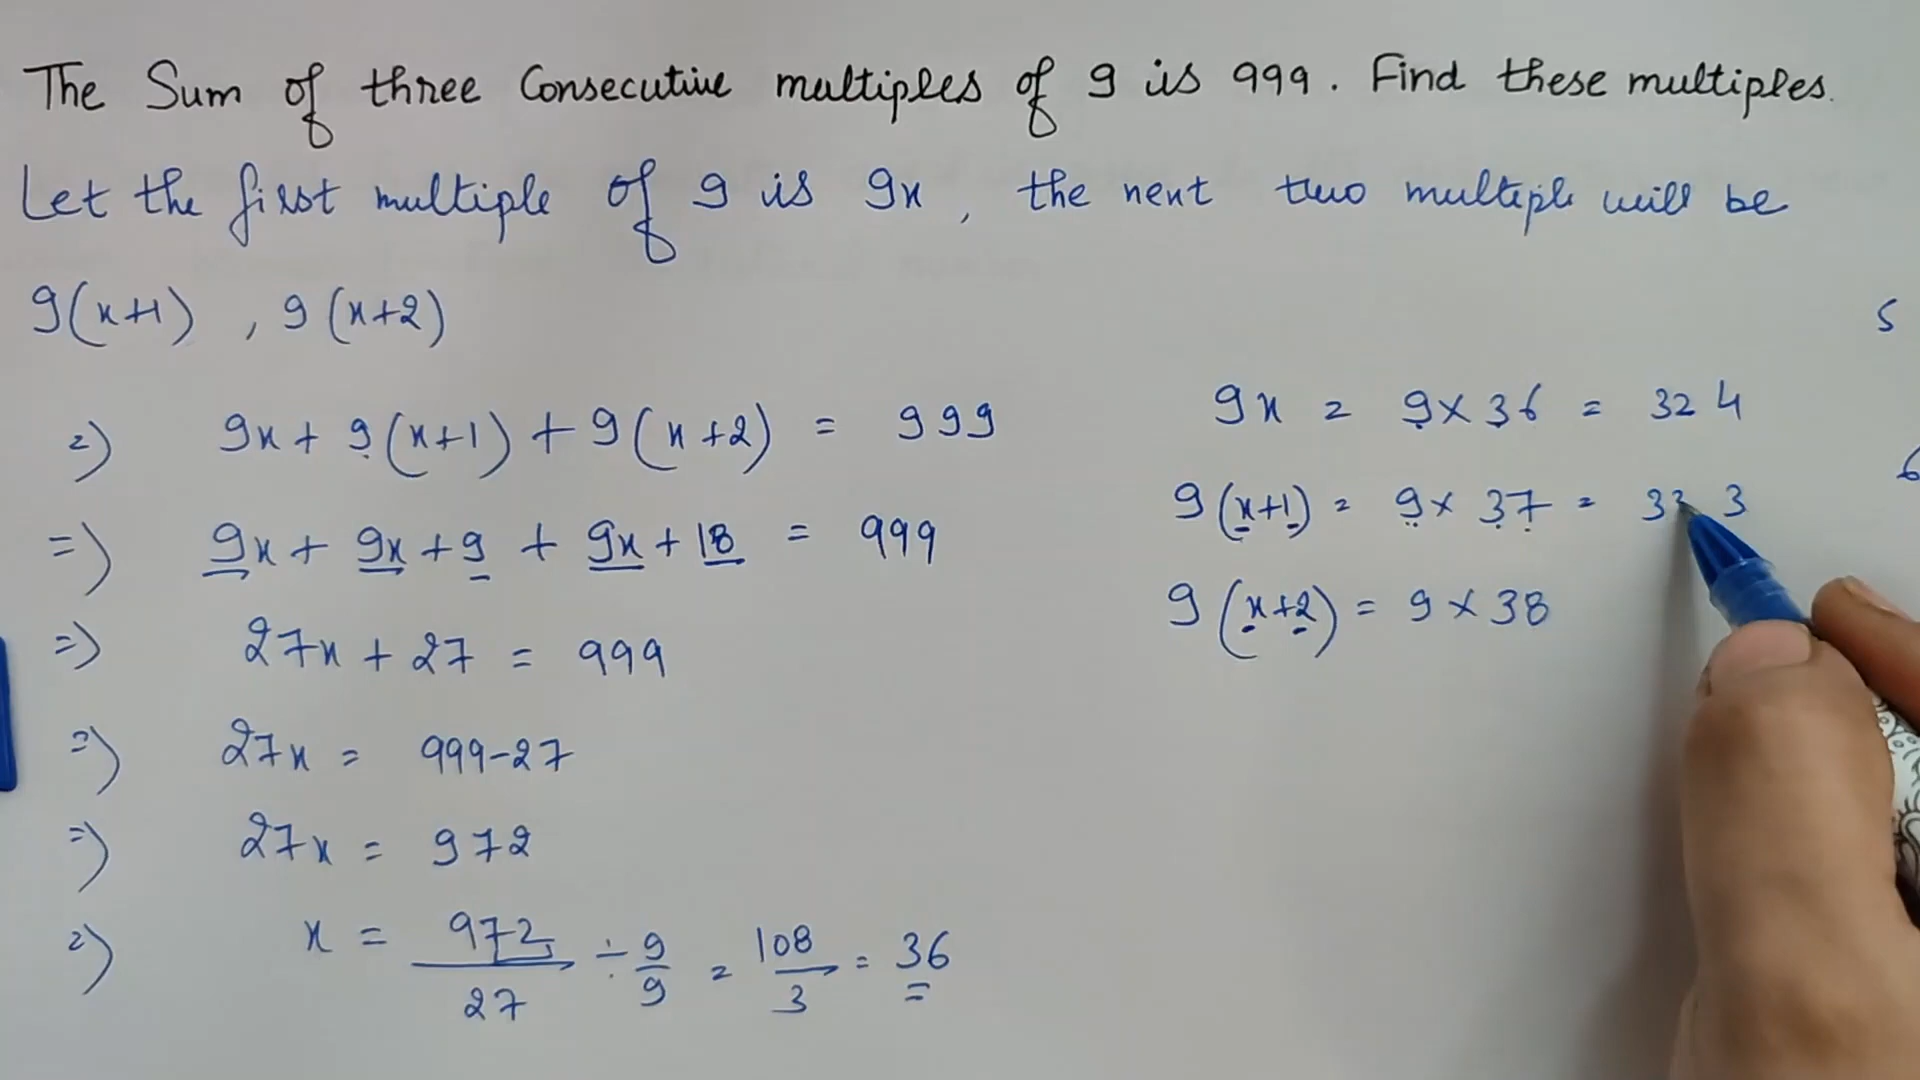 The Sum of three Consecutive multiples of 9 is 999. Find these multiples.
Let the first multiple of 9 is 9x, the next two multiple will be
9(x+1), 9(x+2)
=) 9x + 9(x+1) + 9(x+2) = 999
=) 9x + 9x + 9 + 9x + 18 = 999
=) 27x + 27 = 999
=) 27x = 999-27
=) 27x = 972
=) x = 972/27 ÷ 9/9 = 108/3 = 36
9x = 9 × 36 = 324
9(x+1) = 9 × 37 = 333
9(x+2) = 9 × 38
5
6